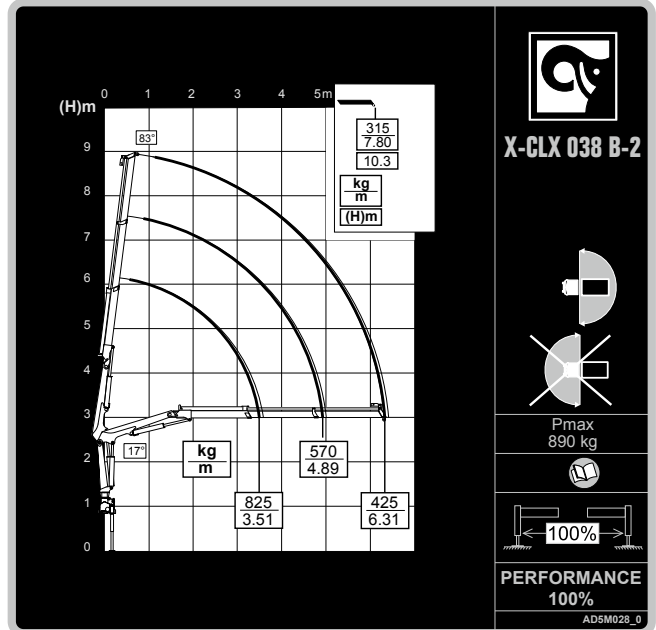 0 1 2 3 4 5m
(H)m
9
8
7
6
5
4
3
2
1
0
83°
17°
315
7.80
10.3
kg
m
(H)m
kg
m
825
3.51
570
4.89
425
6.31
X-CLX 038 B-2
Pmax
890 kg
100%
PERFORMANCE
100%
AD5M028_0